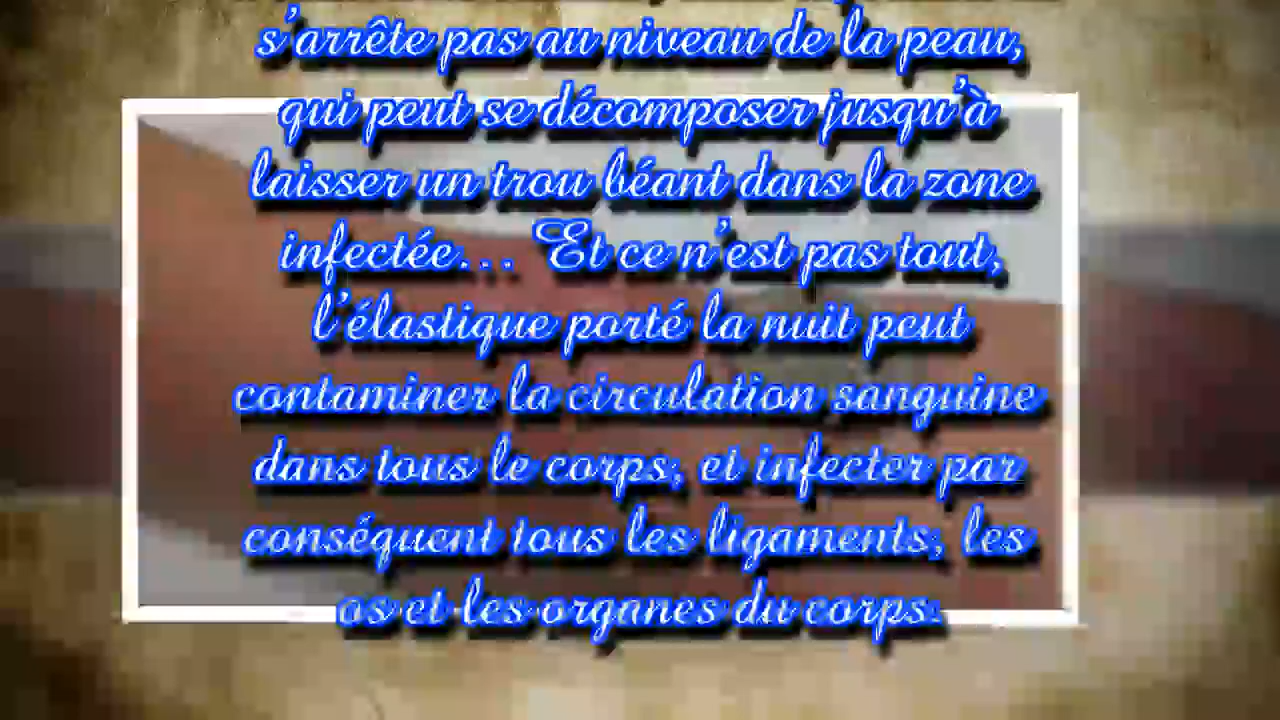 s'arrête pas au niveau de la peau,
qui peut se décomposer jusqu'à
laisser un trou béant dans la zone
infectée... Et ce n'est pas tout,
l'élastique porté la nuit peut
contaminer la circulation sanguine
dans tous le corps, et infecter par
conséquent tous les ligaments, les
os et les organes du corps.